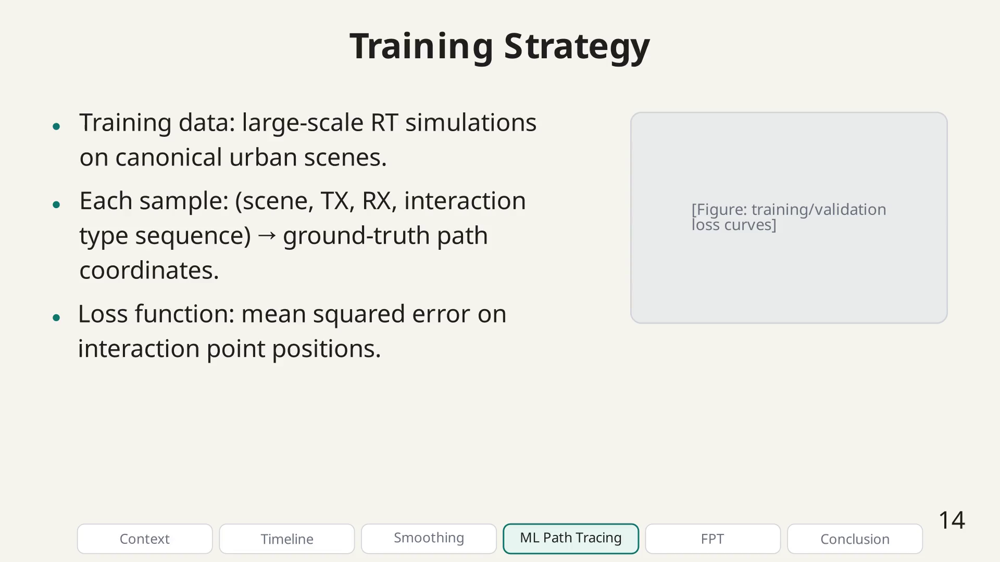 Training Strategy
• Training data: large-scale RT simulations
on canonical urban scenes.
• Each sample: (scene, TX, RX, interaction
type sequence) → ground-truth path
coordinates.
• Loss function: mean squared error on
interaction point positions.
[Figure: training/validation
loss curves]
Context
Timeline
Smoothing
ML Path Tracing
FPT
Conclusion
14